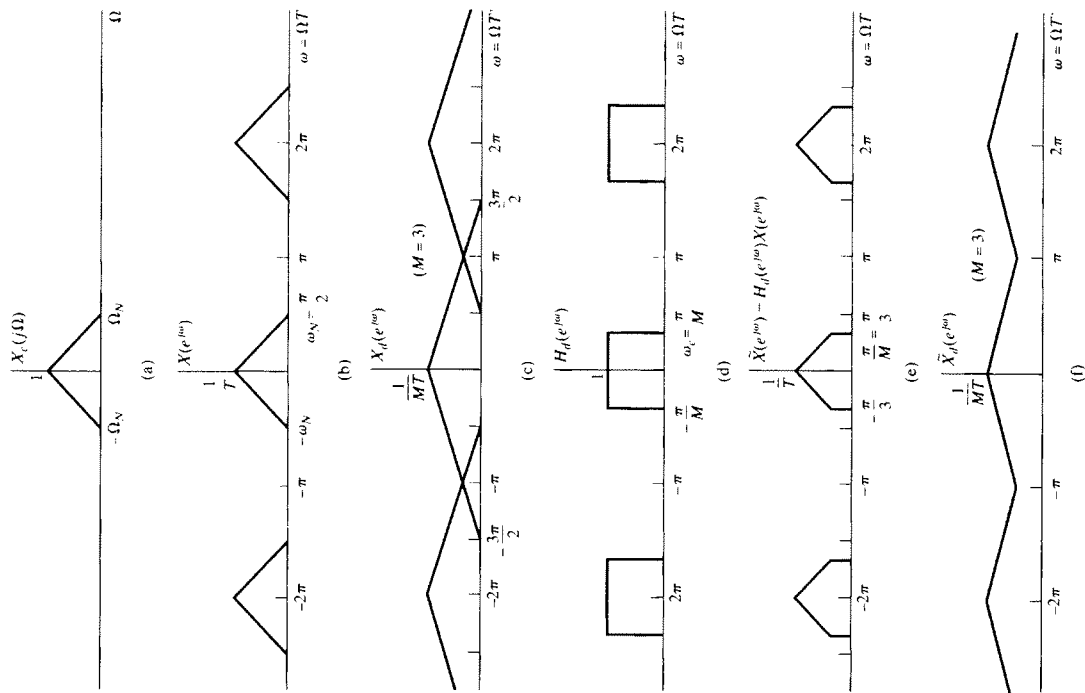 X_c(jΩ)
1
-Ω_N
Ω_N
Ω
(a)
X(e^{jω})
1/T
-2π
-π
-ω_N
ω_N = π/2
π
2π
ω = ΩT
(b)
X_d(e^{jω})
1/MT
(M = 3)
-2π
-3π/2
-π
π
3π/2
2π
ω = ΩT'
(c)
H_d(e^{jω})
1
2π
-π
-π/M
ω_c = π/M
π
2π
ω = ΩT
(d)
X̃(e^{jω}) − H_d(e^{jω})X(e^{jω})
1/T
-2π
-π
-π/3
π/M = π/3
π
2π
ω = ΩT
(e)
X̃_d(e^{jω})
1/MT
(M = 3)
-2π
-π
π
2π
ω = ΩT'
(f)